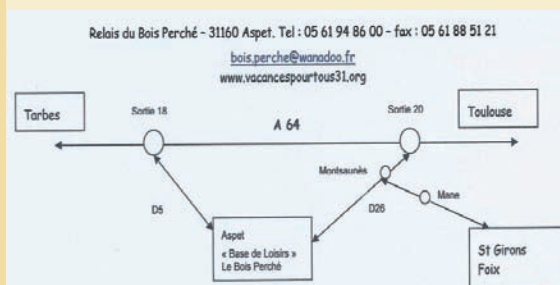 Relais du Bois Perché - 31160 Aspet. Tel : 05 61 94 86 00 - fax : 05 61 88 51 21
bois.perche@wanadoo.fr
www.vacancespourtous31.org
Tarbes
Sortie 18
A 64
Sortie 20
Toulouse
Montsaunès
Mane
D5
D26
Aspet
« Base de Loisirs »
Le Bois Perché
St Girons
Foix